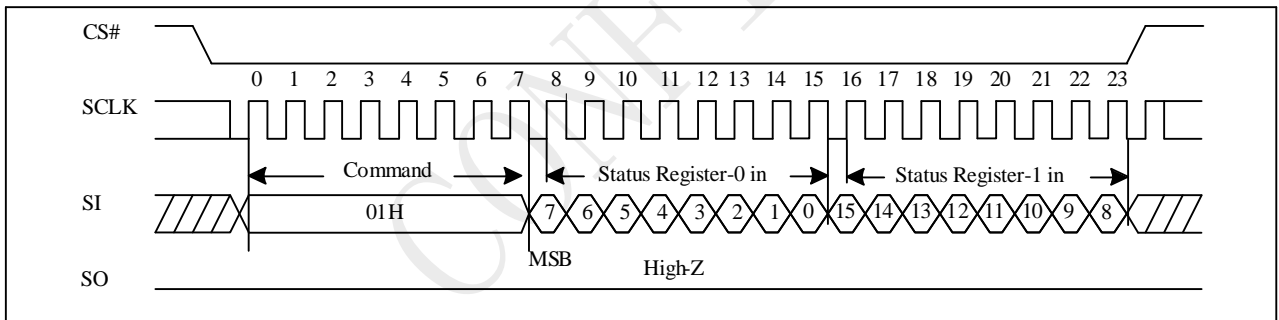 CS#
0 1 2 3 4 5 6 7 8 9 10 11 12 13 14 15 16 17 18 19 20 21 22 23
SCLK
Command Status Register-0 in Status Register-1 in
SI 01H 7 6 5 4 3 2 1 0 15 14 13 12 11 10 9 8
MSB High-Z
SO